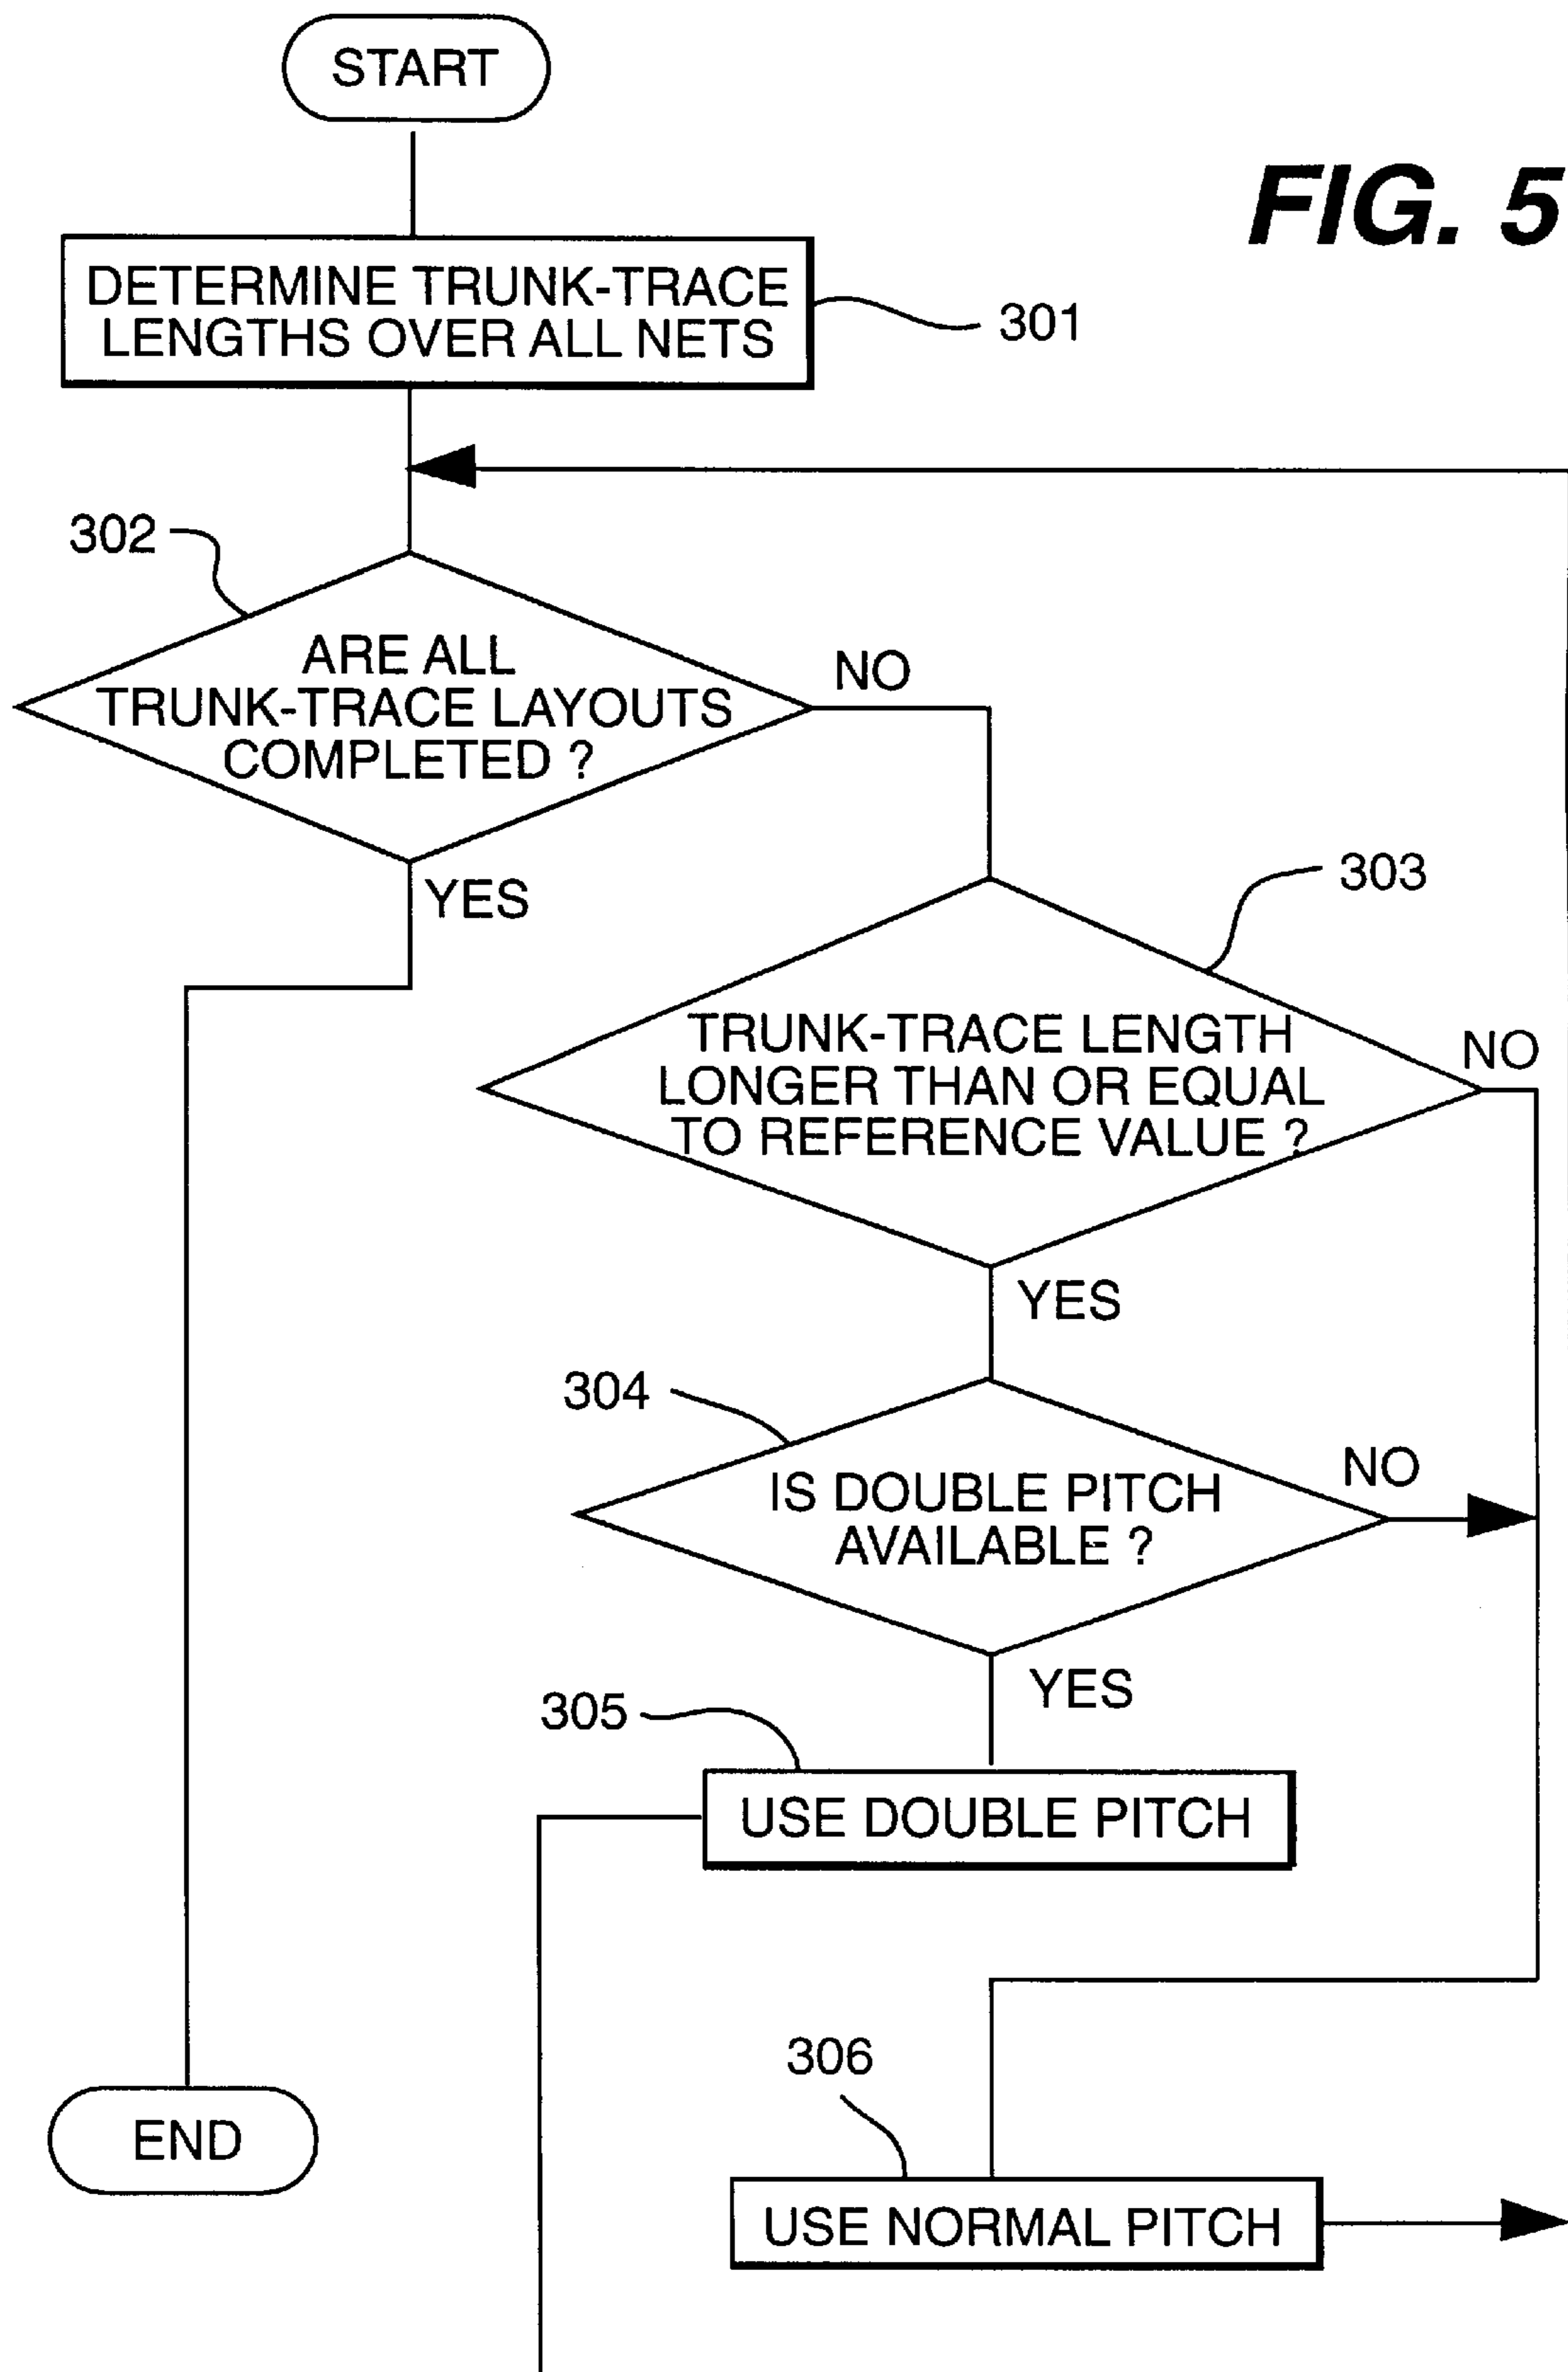 START
FIG. 5
DETERMINE TRUNK-TRACE
LENGTHS OVER ALL NETS
301
302
ARE ALL
TRUNK-TRACE LAYOUTS
COMPLETED ?
NO
YES
303
TRUNK-TRACE LENGTH
LONGER THAN OR EQUAL
TO REFERENCE VALUE ?
NO
YES
304
IS DOUBLE PITCH
AVAILABLE ?
NO
YES
305
USE DOUBLE PITCH
306
END
USE NORMAL PITCH